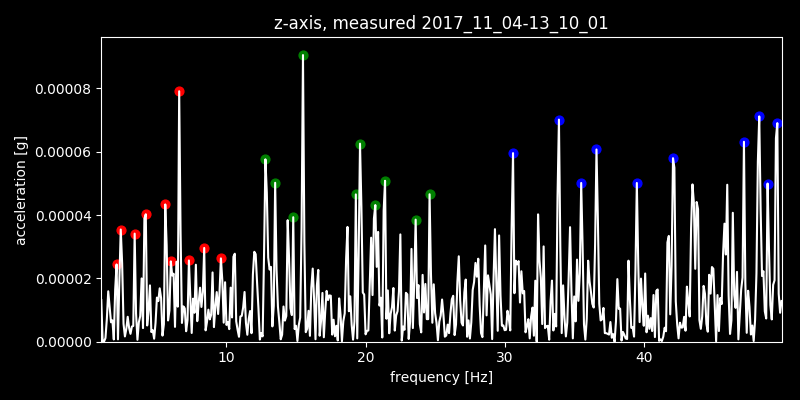 z-axis, measured 2017_11_04-13_10_01
0.00008
0.00006
0.00004
0.00002
0.00000
acceleration [g]
10 20 30 40
frequency [Hz]